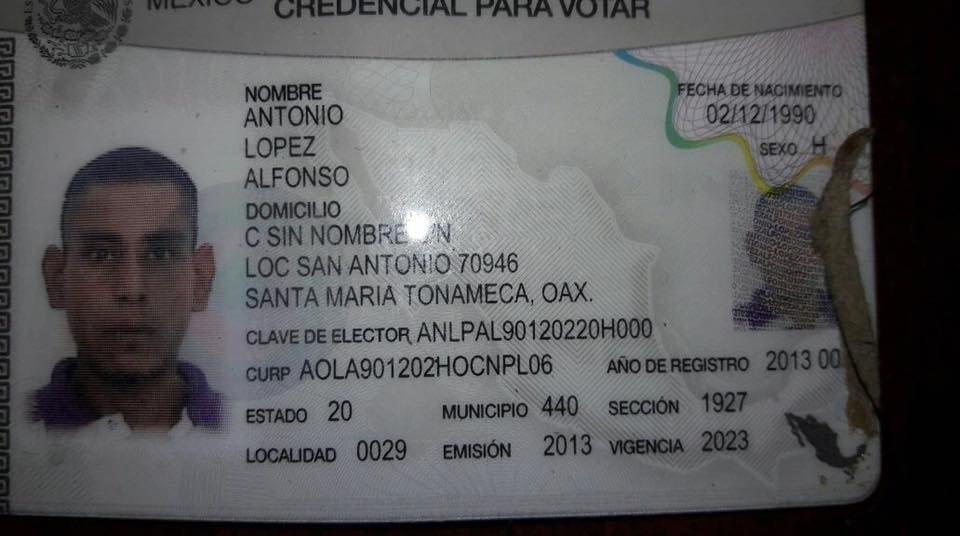 MÉXICO CREDENCIAL PARA VOTAR
NOMBRE
ANTONIO
LOPEZ
ALFONSO
FECHA DE NACIMIENTO
02/12/1990
SEXO H
DOMICILIO
C SIN NOMBRE
LOC SAN ANTONIO 70946
SANTA MARIA TONAMECA, OAX.
CLAVE DE ELECTOR ANLPAL90120220H000
CURP AOLA901202HOCNPL06 AÑO DE REGISTRO 2013 00
ESTADO 20 MUNICIPIO 440 SECCIÓN 1927
LOCALIDAD 0029 EMISIÓN 2013 VIGENCIA 2023